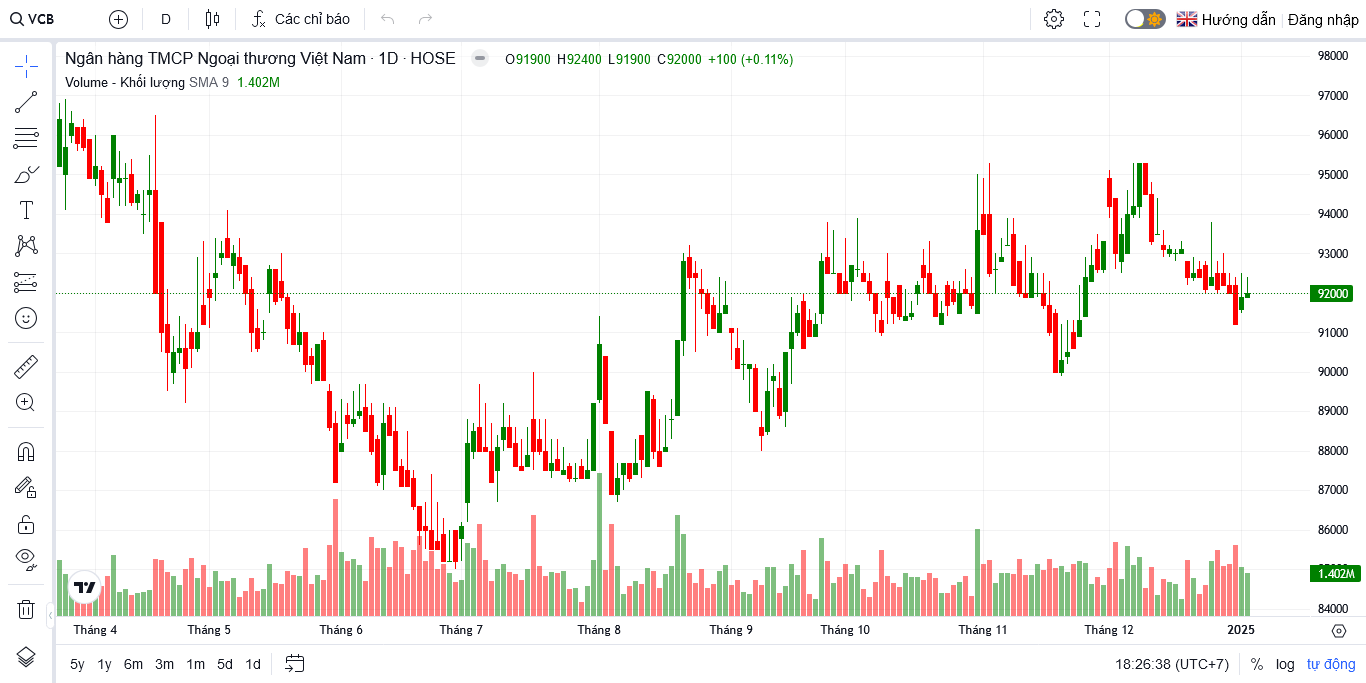 VCB D Các chỉ báo Hướng dẫn Đăng nhập
Ngân hàng TMCP Ngoại thương Việt Nam · 1D · HOSE O91900 H92400 L91900 C92000 +100 (+0.11%)
Volume - Khối lượng SMA 9 1.402M
98000
97000
96000
95000
94000
93000
92000
91000
90000
89000
88000
87000
86000
1.402M
84000
Tháng 4 Tháng 5 Tháng 6 Tháng 7 Tháng 8 Tháng 9 Tháng 10 Tháng 11 Tháng 12 2025
5y 1y 6m 3m 1m 5d 1d 18:26:38 (UTC+7) % log tự động